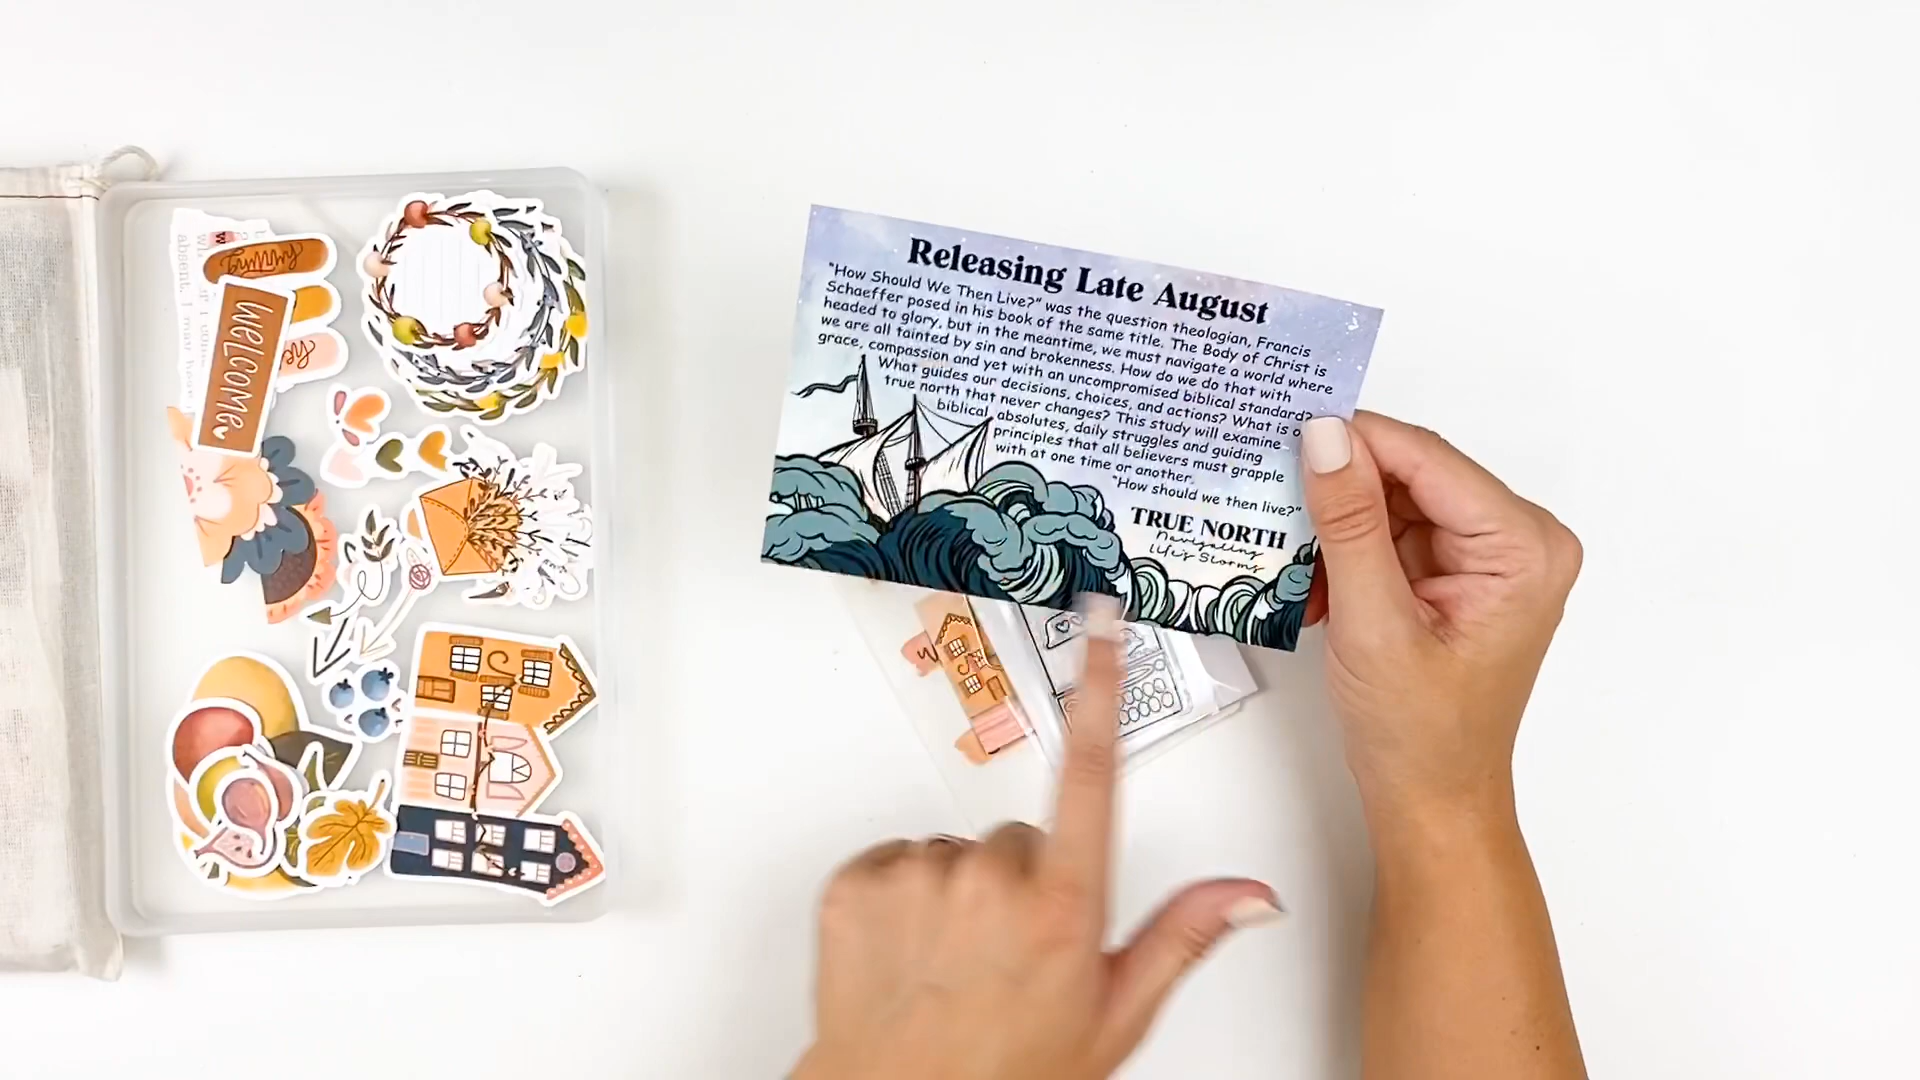 Releasing Late August
"How Should We Then Live?" was the question theologian, Francis
Schaeffer posed in his book of the same title. The Body of Christ is
headed to glory, but in the meantime, we must navigate a world where
we are all tainted by sin and brokenness. How do we do that with
grace, compassion and yet with an uncompromised biblical standard?
What guides our decisions, choices, and actions? What is
true north that never changes? This study will examine
biblical absolutes, daily struggles and guiding
principles that all believers must grapple
with at one time or another.
"How should we then live?"
TRUE NORTH
Navigating
Life's Storms
welcome
absent, I may